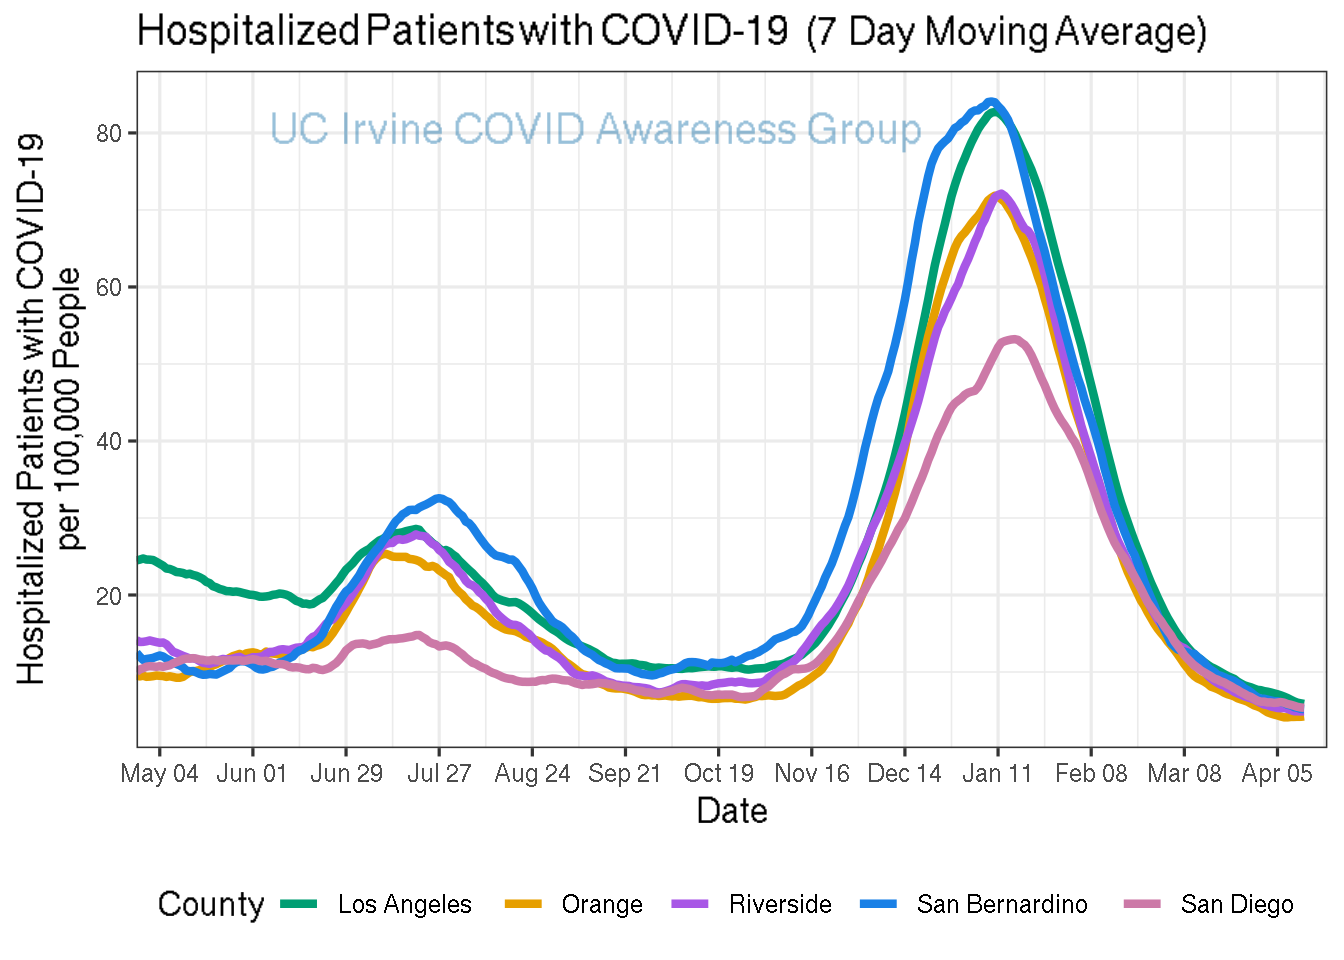 Hospitalized Patients with COVID-19 (7 Day Moving Average)
UC Irvine COVID Awareness Group
Hospitalized Patients with COVID-19
per 100,000 People
80
60
40
20
May 04 Jun 01 Jun 29 Jul 27 Aug 24 Sep 21 Oct 19 Nov 16 Dec 14 Jan 11 Feb 08 Mar 08 Apr 05
Date
County Los Angeles Orange Riverside San Bernardino San Diego